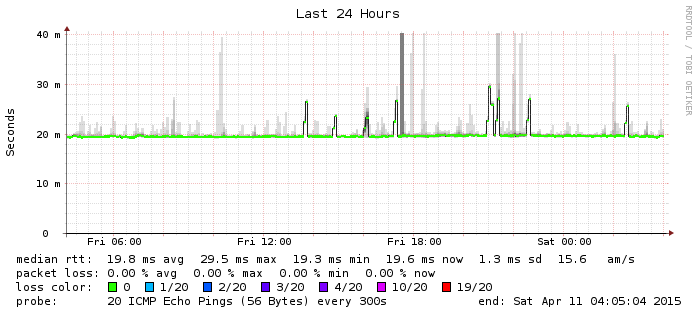 Last 24 Hours
RRDTOOL / TOBI OETIKER
Seconds
40 m
30 m
20 m
10 m
0
Fri 06:00 Fri 12:00 Fri 18:00 Sat 00:00
median rtt: 19.8 ms avg 29.5 ms max 19.3 ms min 19.6 ms now 1.3 ms sd 15.6 am/s
packet loss: 0.00 % avg 0.00 % max 0.00 % min 0.00 % now
loss color: 0 1/20 2/20 3/20 4/20 10/20 19/20
probe: 20 ICMP Echo Pings (56 Bytes) every 300s end: Sat Apr 11 04:05:04 2015